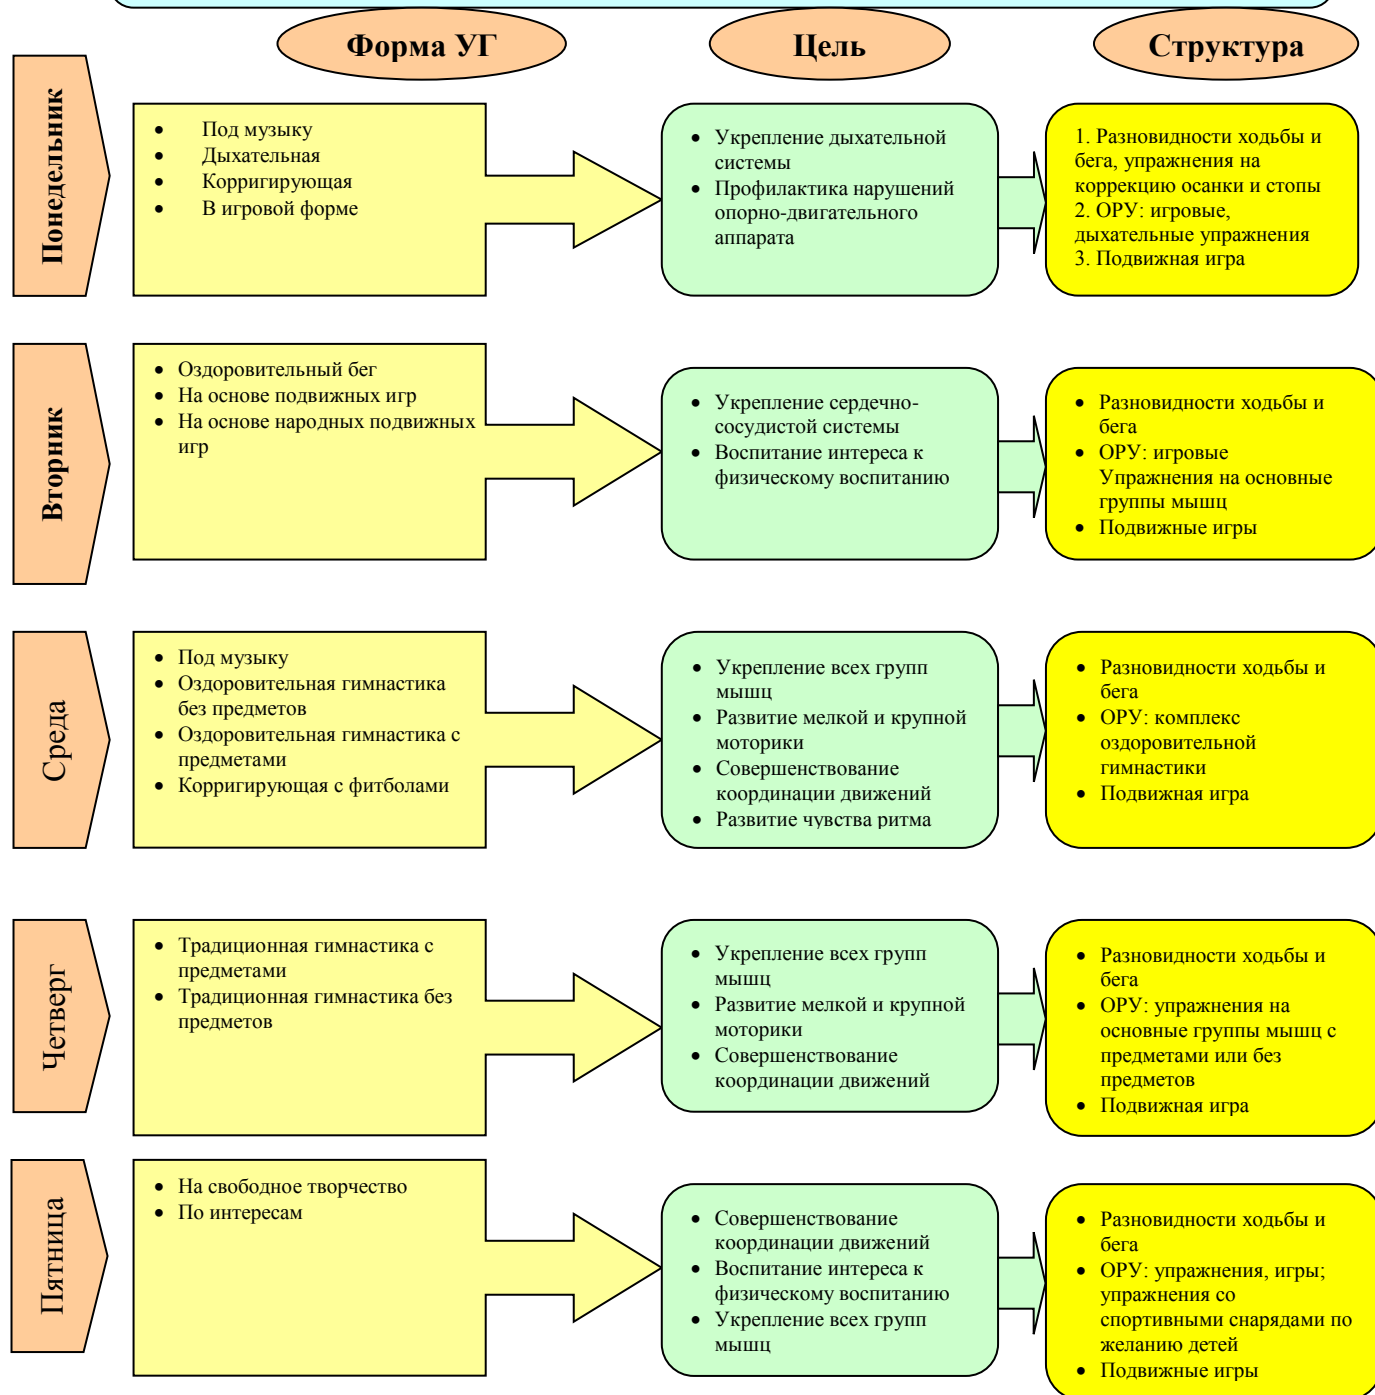 Форма УГ
Цель
Структура
Понедельник
• Под музыку
• Дыхательная
• Корригирующая
• В игровой форме
• Укрепление дыхательной
системы
• Профилактика нарушений
опорно-двигательного
аппарата
1. Разновидности ходьбы и
бега, упражнения на
коррекцию осанки и стопы
2. ОРУ: игровые,
дыхательные упражнения
3. Подвижная игра
Вторник
• Оздоровительный бег
• На основе подвижных игр
• На основе народных подвижных
игр
• Укрепление сердечно-
сосудистой системы
• Воспитание интереса к
физическому воспитанию
• Разновидности ходьбы и
бега
• ОРУ: игровые
Упражнения на основные
группы мышц
• Подвижные игры
Среда
• Под музыку
• Оздоровительная гимнастика
без предметов
• Оздоровительная гимнастика с
предметами
• Корригирующая с фитболами
• Укрепление всех групп
мышц
• Развитие мелкой и крупной
моторики
• Совершенствование
координации движений
• Развитие чувства ритма
• Разновидности ходьбы и
бега
• ОРУ: комплекс
оздоровительной
гимнастики
• Подвижная игра
Четверг
• Традиционная гимнастика с
предметами
• Традиционная гимнастика без
предметов
• Укрепление всех групп
мышц
• Развитие мелкой и крупной
моторики
• Совершенствование
координации движений
• Разновидности ходьбы и
бега
• ОРУ: упражнения на
основные группы мышц с
предметами или без
предметов
• Подвижная игра
Пятница
• На свободное творчество
• По интересам
• Совершенствование
координации движений
• Воспитание интереса к
физическому воспитанию
• Укрепление всех групп
мышц
• Разновидности ходьбы и
бега
• ОРУ: упражнения, игры;
упражнения со
спортивными снарядами по
желанию детей
• Подвижные игры